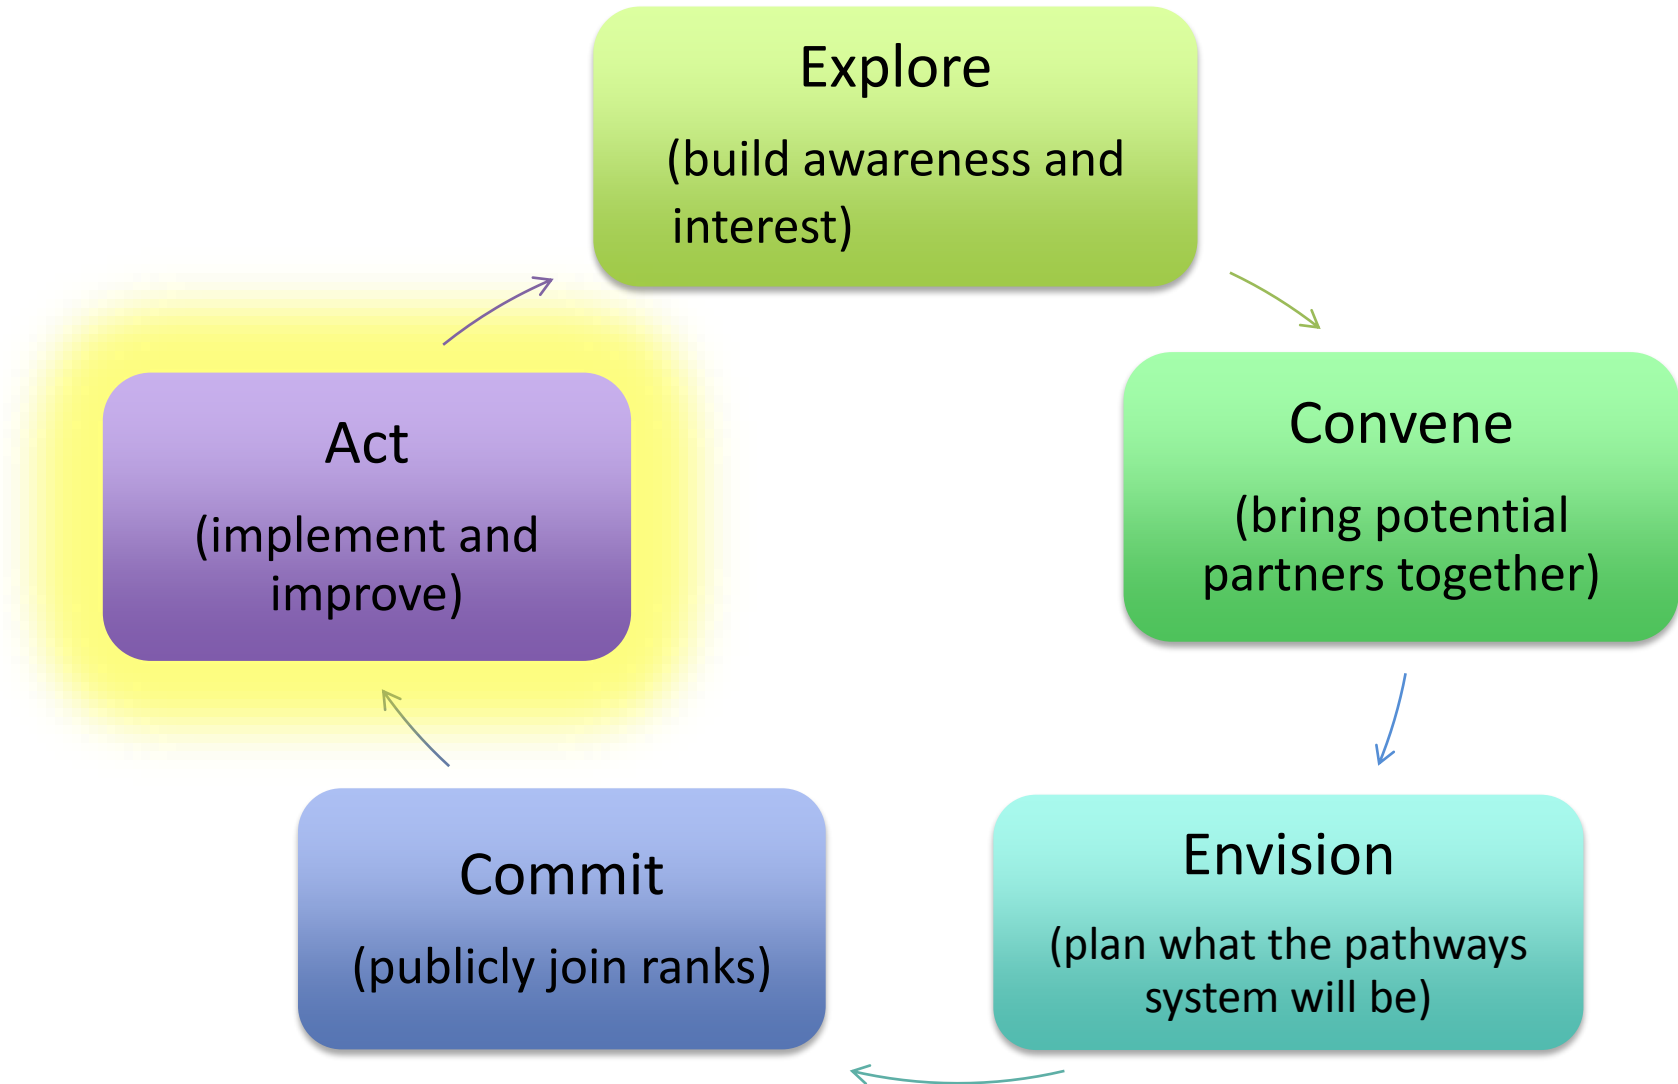 Explore
(build awareness and
interest)
Convene
(bring potential
partners together)
Envision
(plan what the pathways
system will be)
Commit
(publicly join ranks)
Act
(implement and
improve)